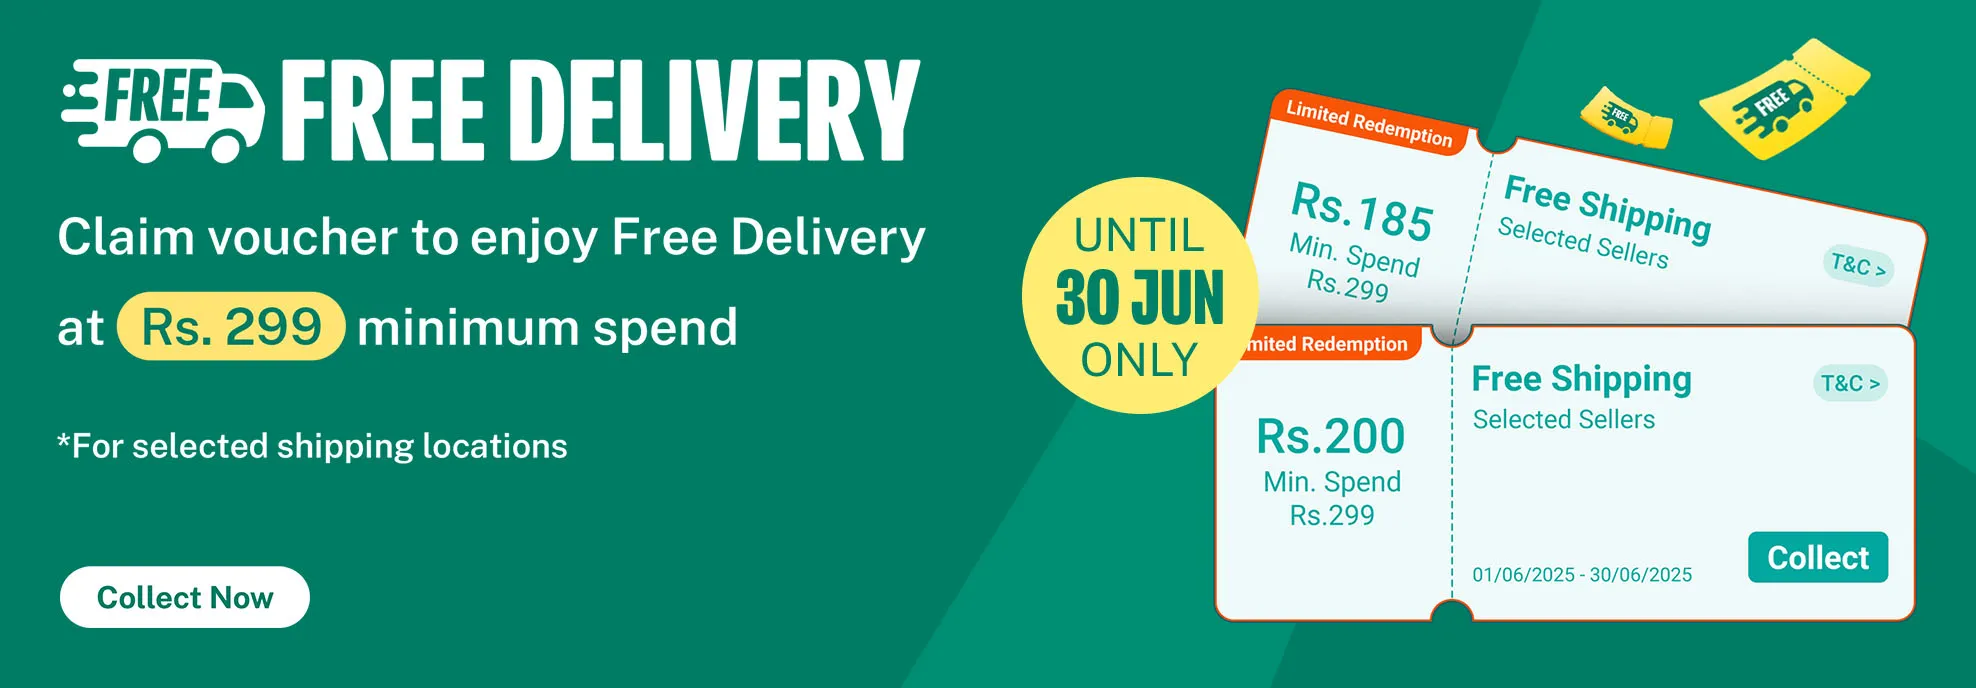 FREE FREE DELIVERY
Claim voucher to enjoy Free Delivery
at Rs. 299 minimum spend
*For selected shipping locations
Collect Now
UNTIL
30 JUN
ONLY
Limited Redemption
Rs.185
Min. Spend
Rs.299
Free Shipping
Selected Sellers
T&C >
mited Redemption
Rs.200
Min. Spend
Rs.299
Free Shipping
Selected Sellers
T&C >
01/06/2025 - 30/06/2025
Collect
FREE
FREE